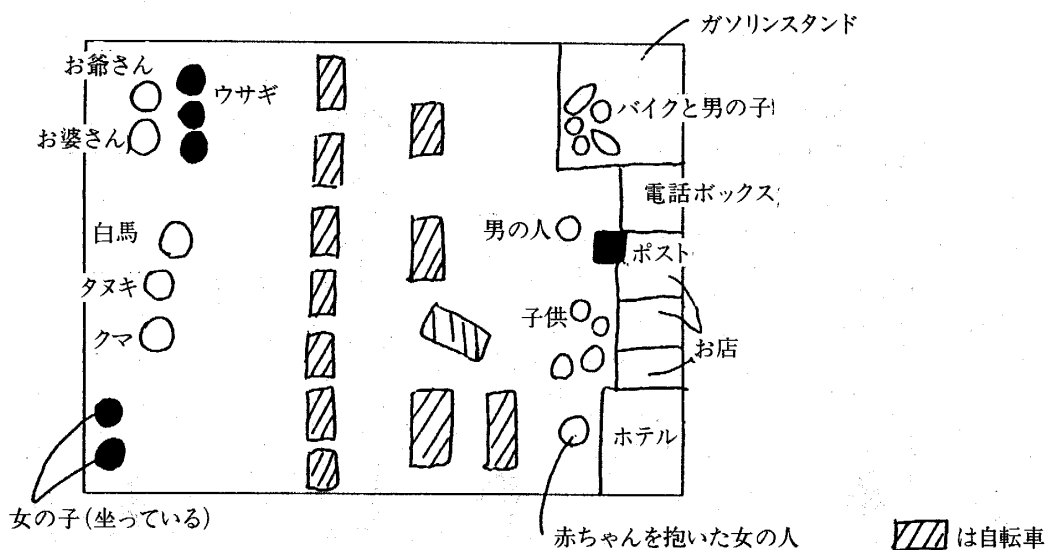 ガソリンスタンド
お爺さん
ウサギ
お婆さん
バイクと男の子
電話ボックス
白馬
男の人
ポスト
タヌキ
子供
クマ
お店
ホテル
女の子(坐っている)
赤ちゃんを抱いた女の人
は自転車